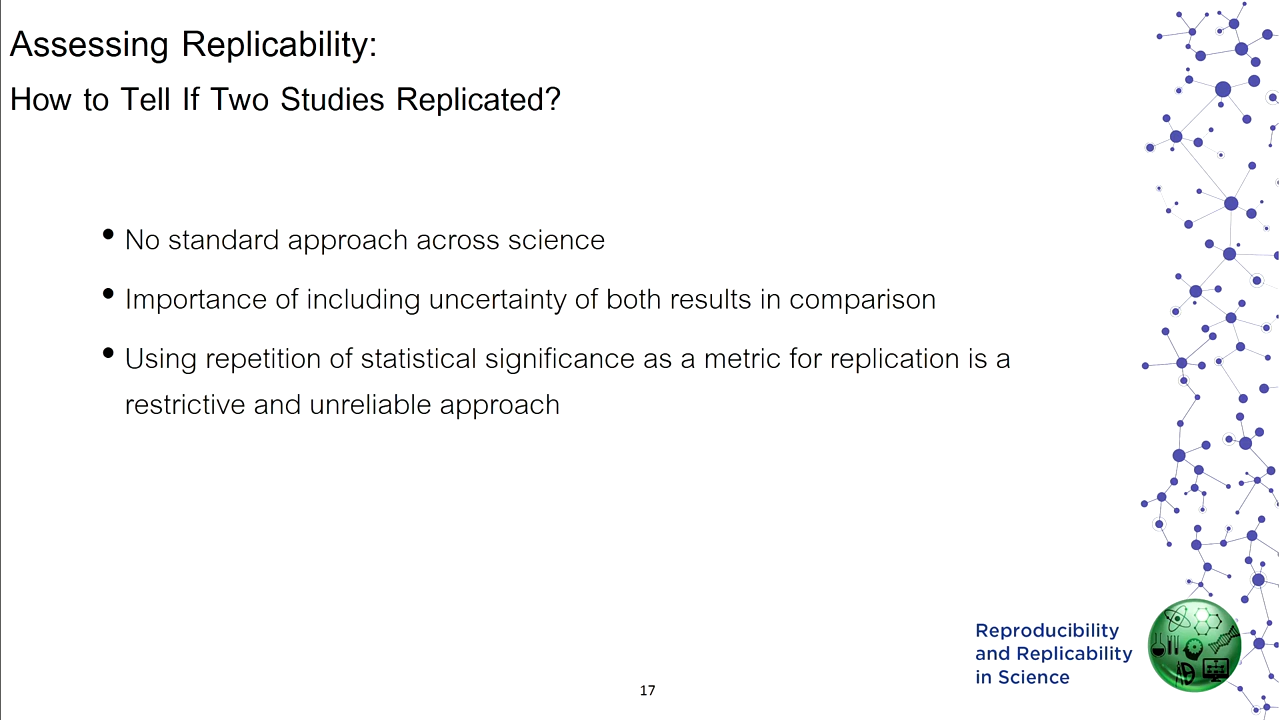 Assessing Replicability:
How to Tell If Two Studies Replicated?
• No standard approach across science
• Importance of including uncertainty of both results in comparison
• Using repetition of statistical significance as a metric for replication is a
restrictive and unreliable approach
Reproducibility
and Replicability
in Science
17